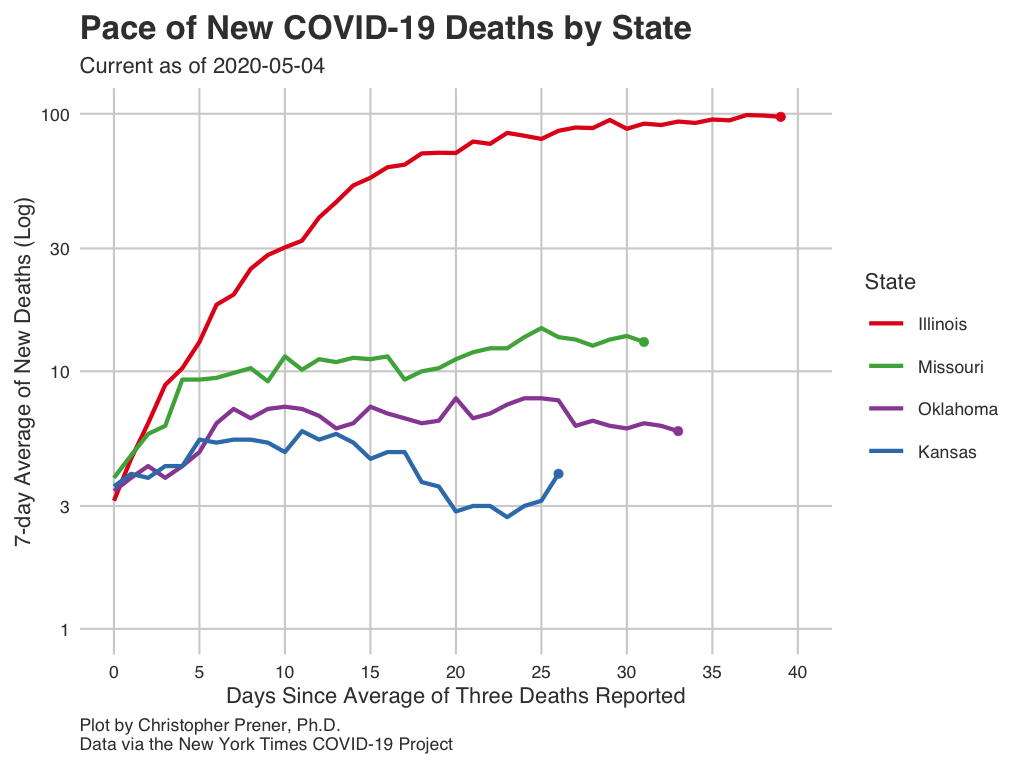 Pace of New COVID-19 Deaths by State
Current as of 2020-05-04
7-day Average of New Deaths (Log)
100
30
10
3
1
0 5 10 15 20 25 30 35 40
Days Since Average of Three Deaths Reported
State
Illinois
Missouri
Oklahoma
Kansas
Plot by Christopher Prener, Ph.D.
Data via the New York Times COVID-19 Project